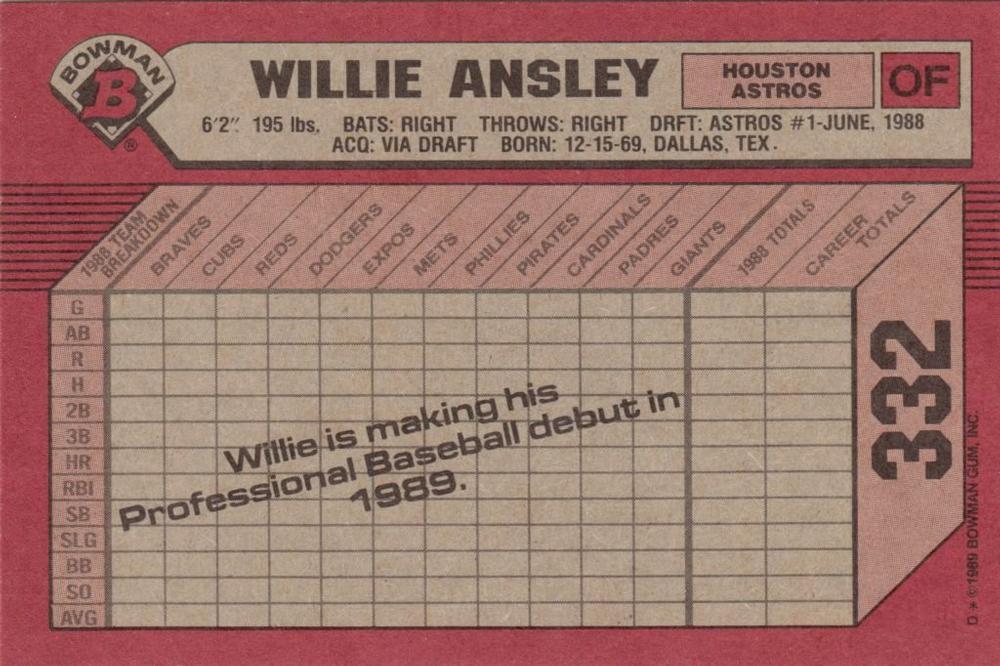 BOWMAN
B
®
WILLIE ANSLEY
HOUSTON
ASTROS
OF
6'2" 195 lbs. BATS: RIGHT THROWS: RIGHT DRFT: ASTROS #1-JUNE, 1988
ACQ: VIA DRAFT BORN: 12-15-69, DALLAS, TEX.
1988 TEAM
BREAKDOWN
BRAVES
CUBS
REDS
DODGERS
EXPOS
METS
PHILLIES
PIRATES
CARDINALS
PADRES
GIANTS
1988 TOTALS
CAREER
TOTALS
G
AB
R
H
2B
3B
HR
RBI
SB
SLG
BB
SO
AVG
Willie is making his
Professional Baseball debut in
1989.
332
D * © 1989 BOWMAN GUM, INC.